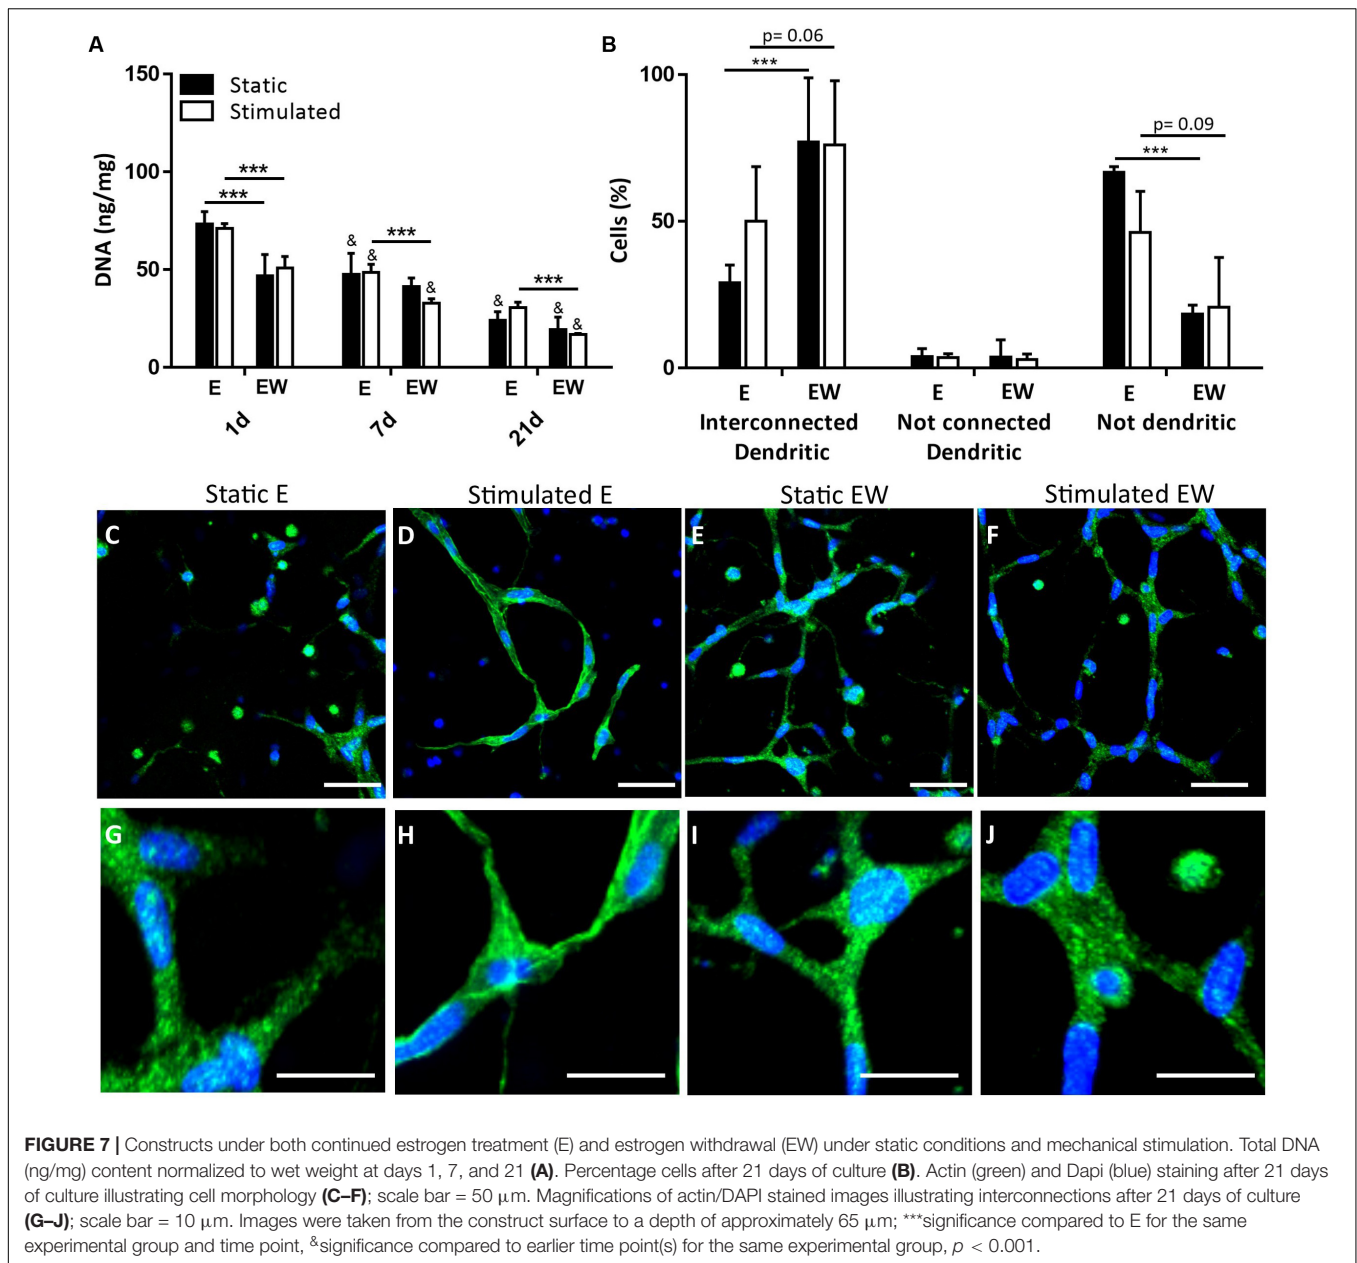 A
B
150
100
50
0
DNA (ng/mg)
Static
Stimulated
***
***
***
***
&
&
&
&
&
&
E EW E EW E EW
1d 7d 21d
p= 0.06
***
p= 0.09
***
100
50
0
Cells (%)
E EW E EW E EW
Interconnected Not connected Not dendritic
Dendritic Dendritic
Static E Stimulated E Static EW Stimulated EW
C D E F
G H I J
FIGURE 7 | Constructs under both continued estrogen treatment (E) and estrogen withdrawal (EW) under static conditions and mechanical stimulation. Total DNA
(ng/mg) content normalized to wet weight at days 1, 7, and 21 (A). Percentage cells after 21 days of culture (B). Actin (green) and Dapi (blue) staining after 21 days
of culture illustrating cell morphology (C–F); scale bar = 50 μm. Magnifications of actin/DAPI stained images illustrating interconnections after 21 days of culture
(G–J); scale bar = 10 μm. Images were taken from the construct surface to a depth of approximately 65 μm; ***significance compared to E for the same
experimental group and time point, &significance compared to earlier time point(s) for the same experimental group, p < 0.001.